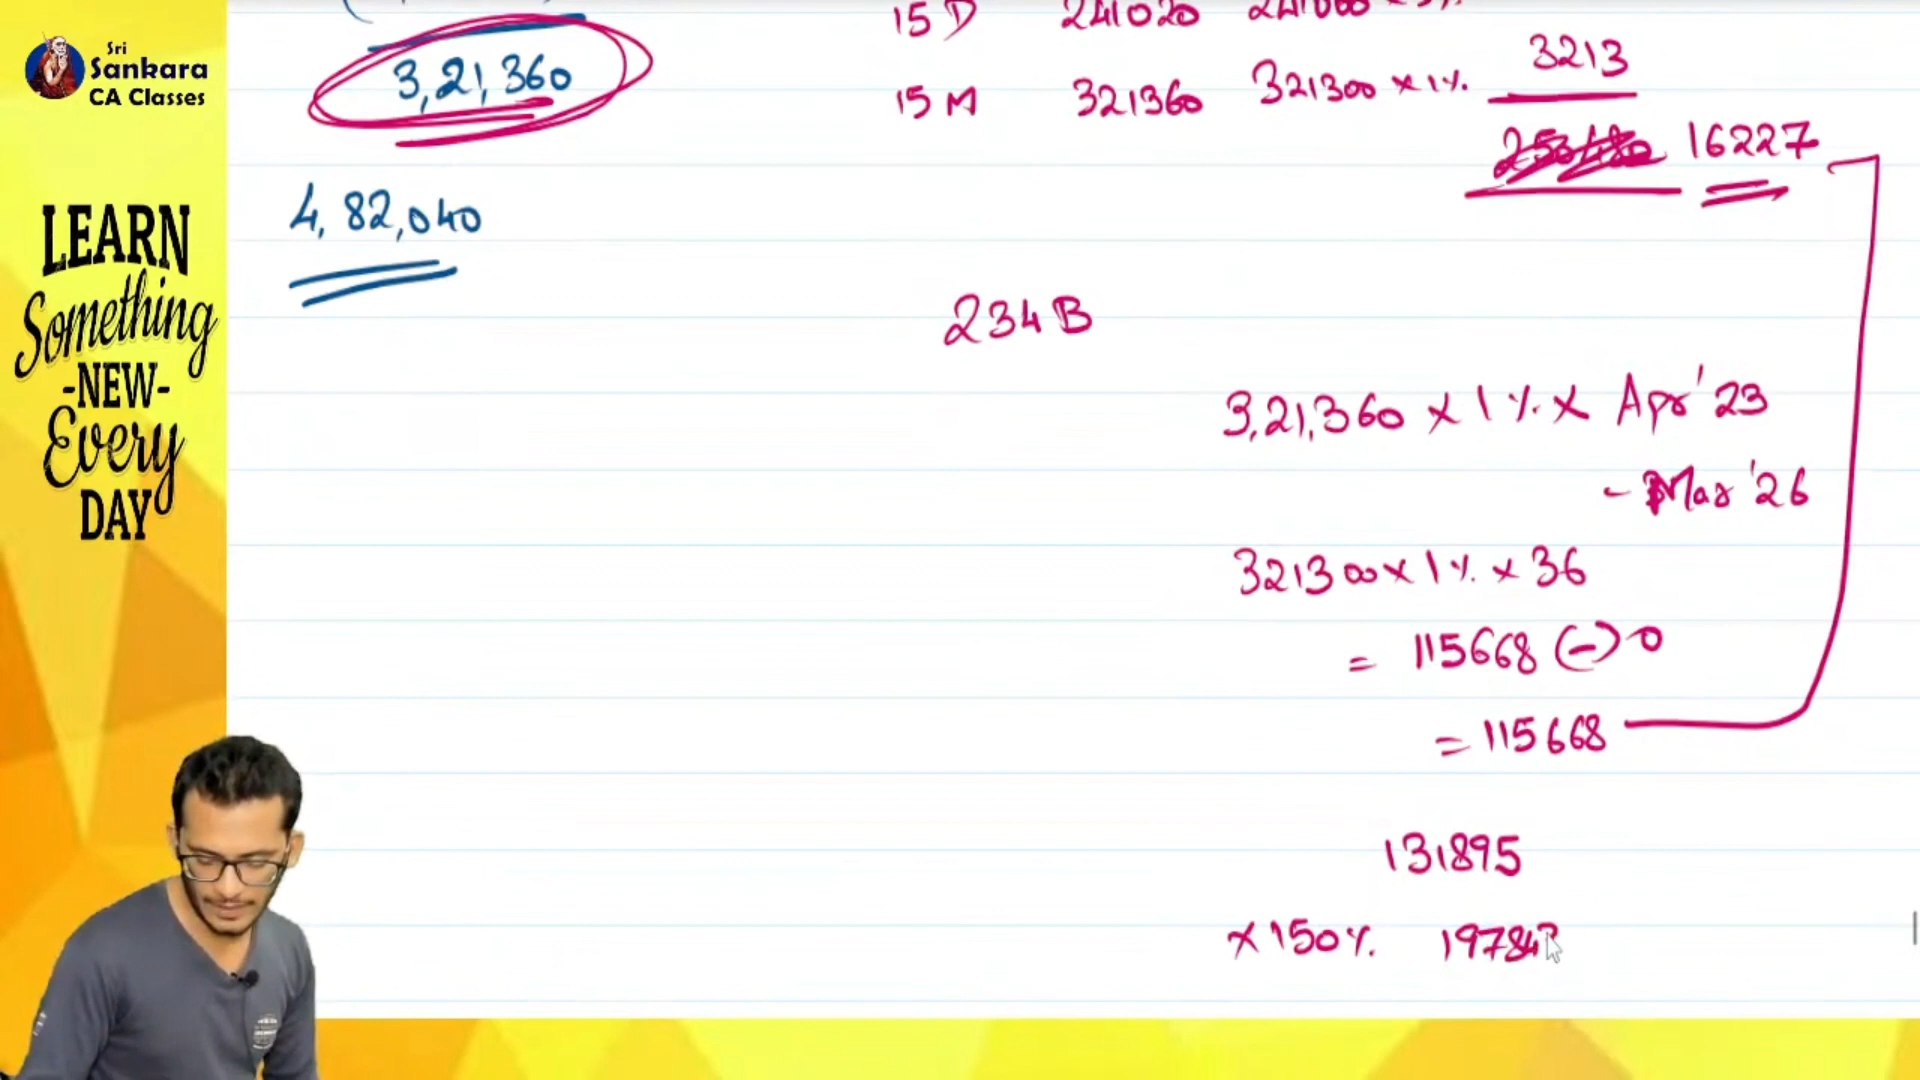 Sri
Sankara
CA Classes
LEARN
Something
-NEW-
Every
DAY
3,21,360
4,82,040
15 D 241020
15 M 321360 321300 x 1%. 3213
16227
234 B
3,21,360 x 1%. x Apr' 23
- Mar '26
321300 x 1%. x 36
= 115668 (-) 0
= 115668
131895
x 150%. 19784